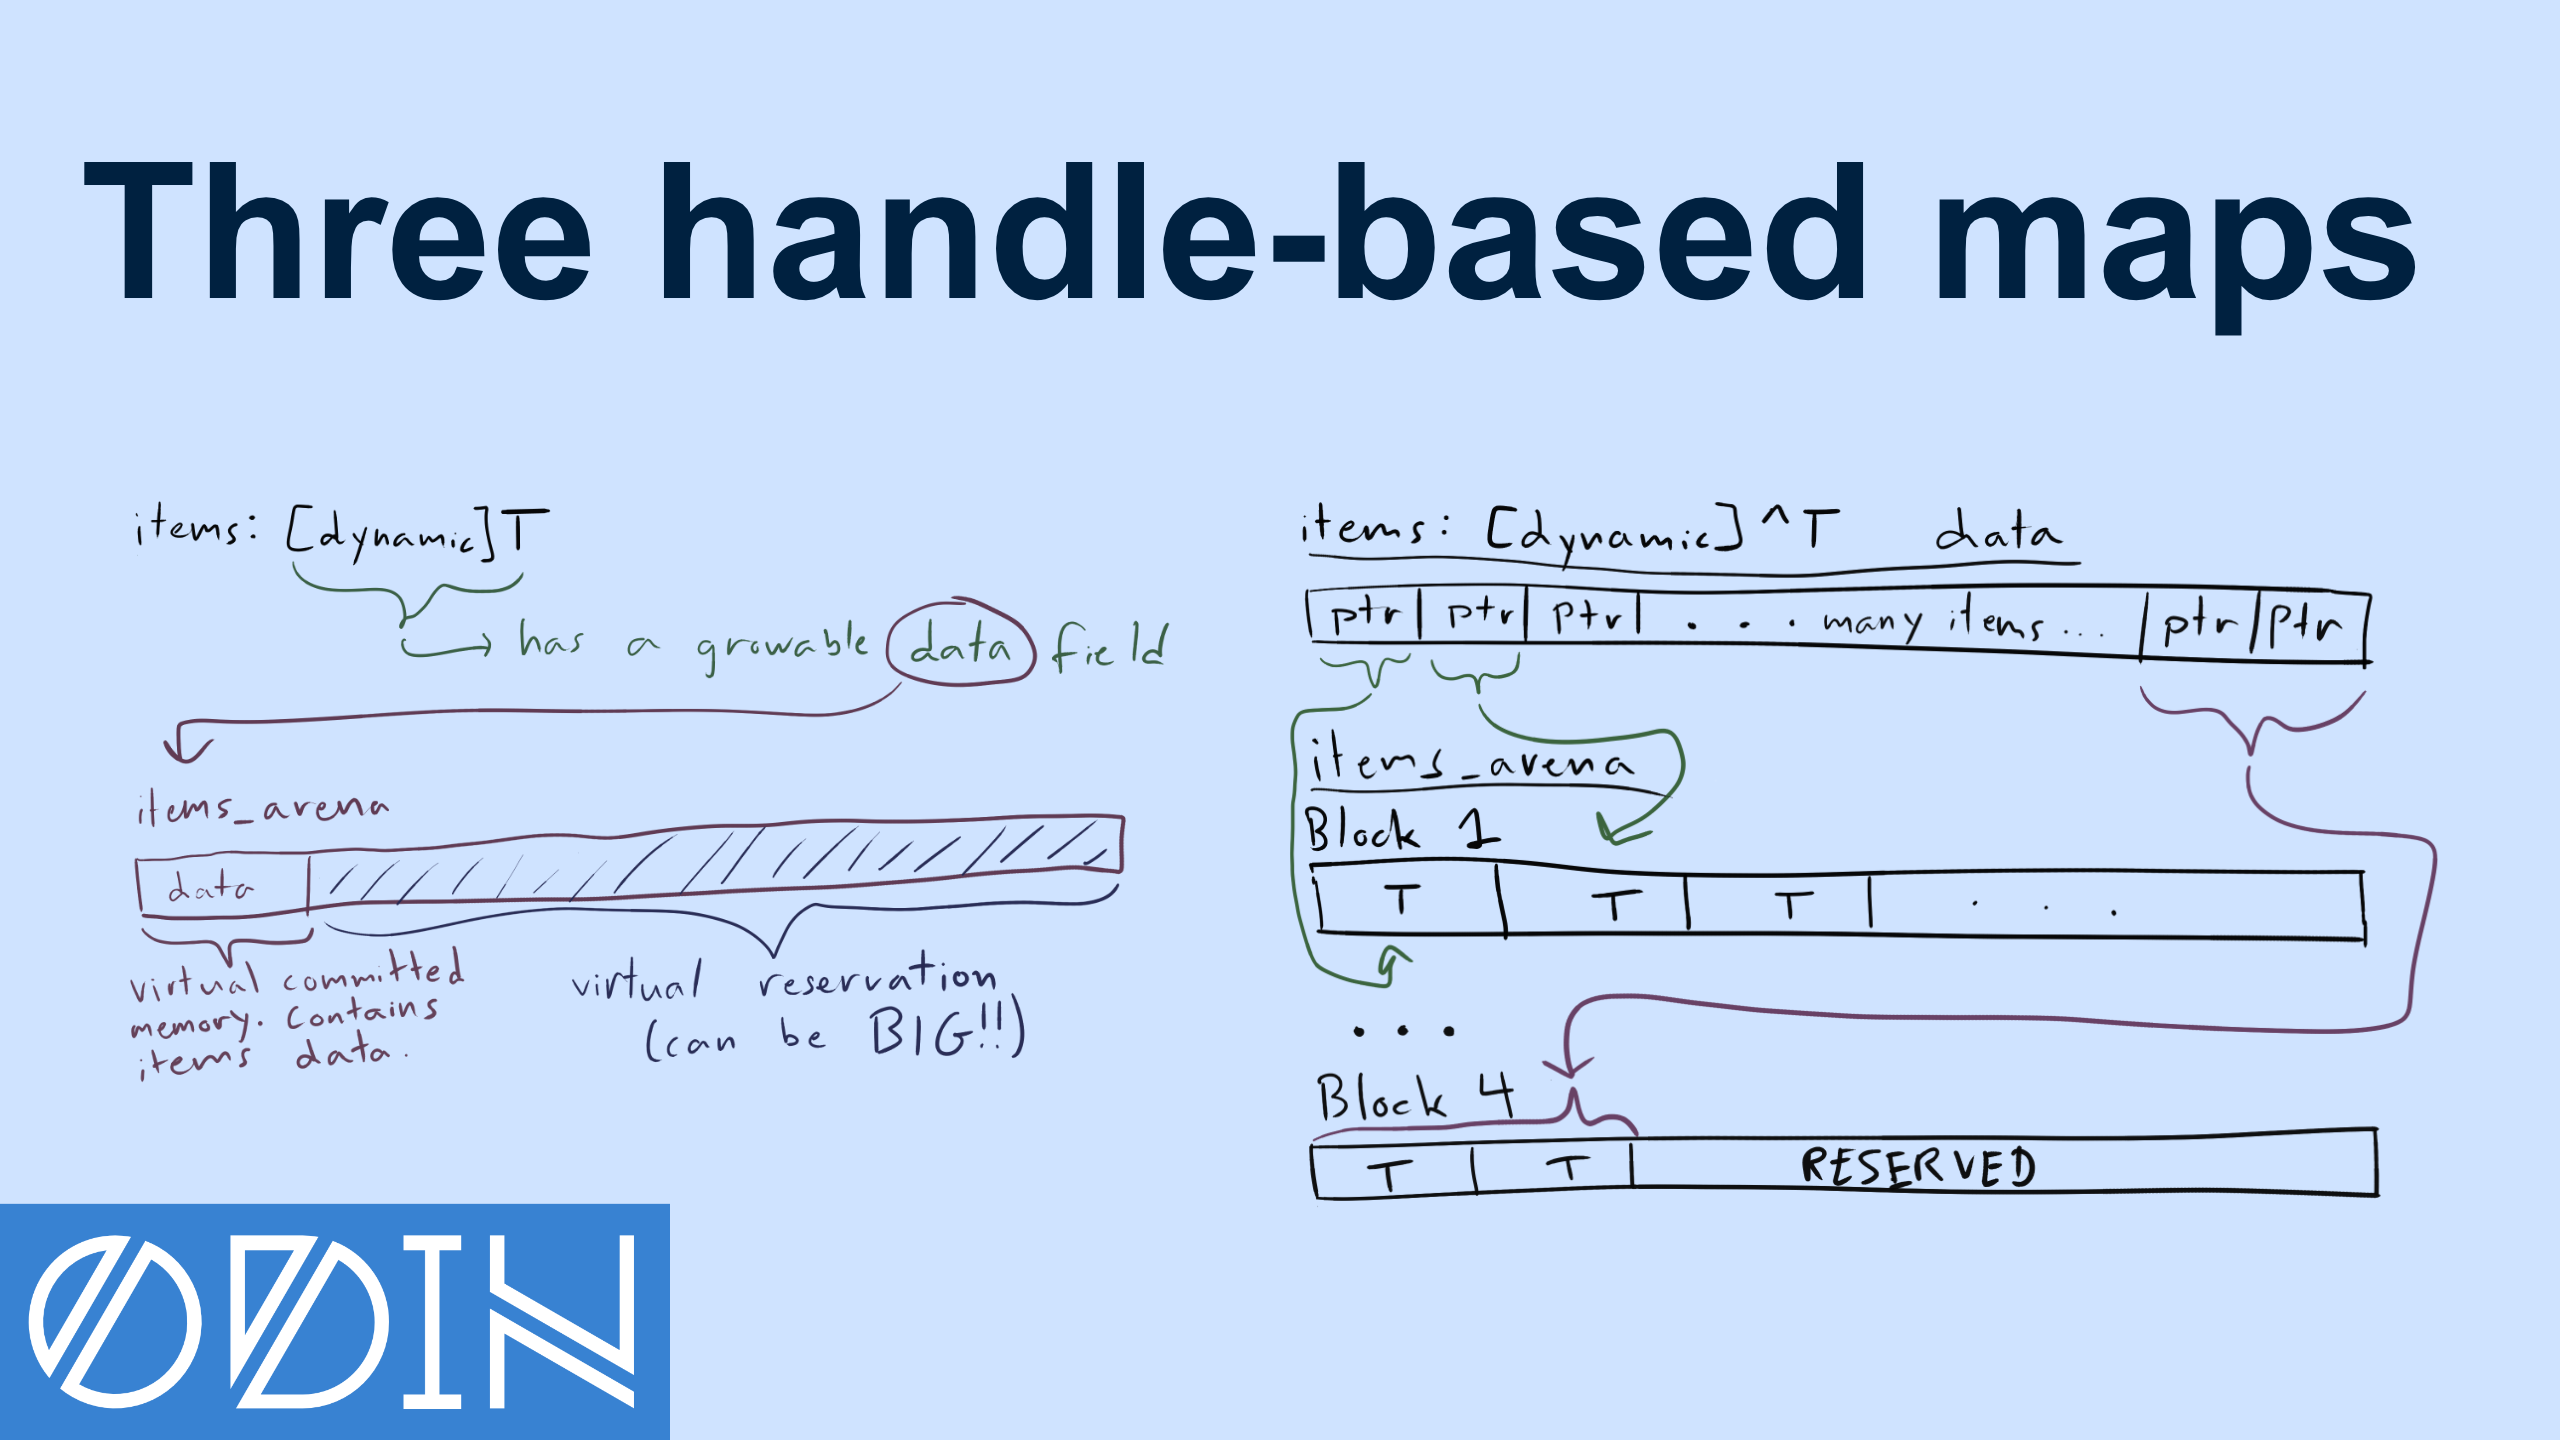 Three handle-based maps
items: [dynamic]T
has a growable data field
items_arena
data
virtual committed
memory. Contains
items data.
virtual reservation
(can be BIG!!)
items: [dynamic]^T data
ptr ptr ptr . . . many items... ptr ptr
items_arena
Block 1
T T T . . .
. . .
Block 4
T T RESERVED
ODIN